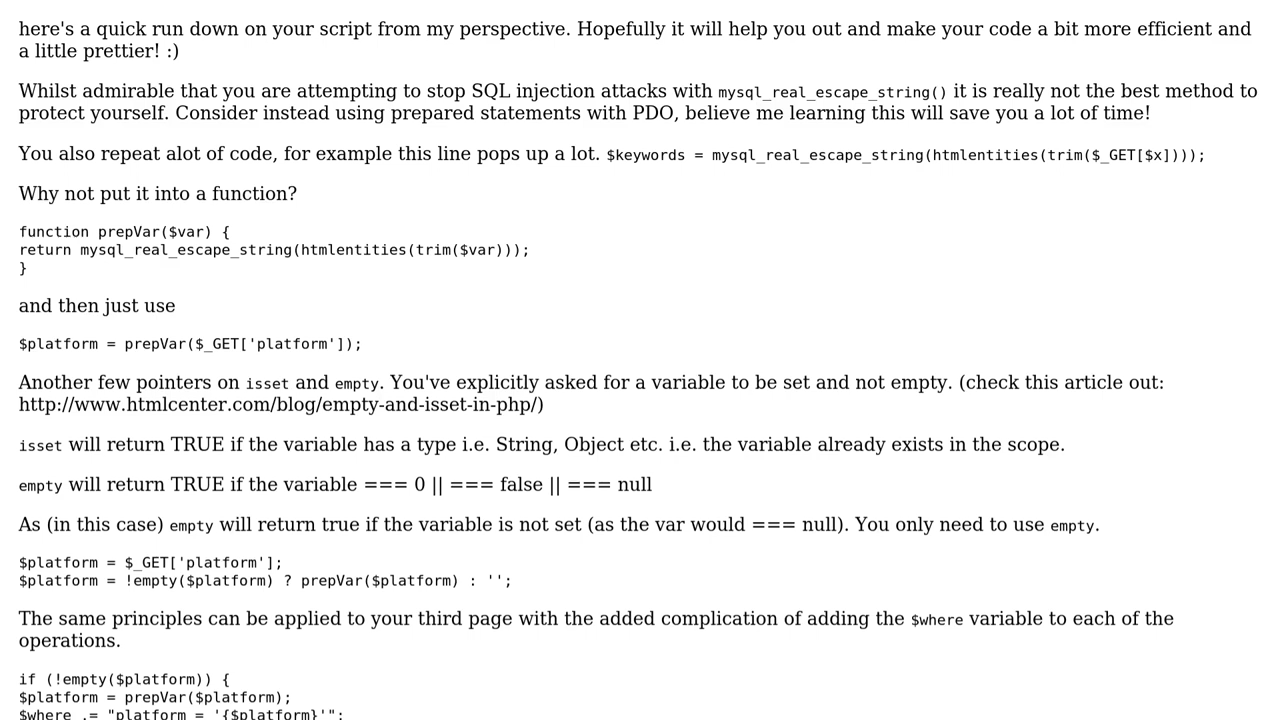 here's a quick run down on your script from my perspective. Hopefully it will help you out and make your code a bit more efficient and
a little prettier! :)
Whilst admirable that you are attempting to stop SQL injection attacks with mysql_real_escape_string() it is really not the best method to
protect yourself. Consider instead using prepared statements with PDO, believe me learning this will save you a lot of time!
You also repeat alot of code, for example this line pops up a lot. $keywords = mysql_real_escape_string(htmlentities(trim($_GET[$x])));
Why not put it into a function?
function prepVar($var) {
return mysql_real_escape_string(htmlentities(trim($var)));
}
and then just use
$platform = prepVar($_GET['platform']);
Another few pointers on isset and empty. You've explicitly asked for a variable to be set and not empty. (check this article out:
http://www.htmlcenter.com/blog/empty-and-isset-in-php/)
isset will return TRUE if the variable has a type i.e. String, Object etc. i.e. the variable already exists in the scope.
empty will return TRUE if the variable === 0 || === false || === null
As (in this case) empty will return true if the variable is not set (as the var would === null). You only need to use empty.
$platform = $_GET['platform'];
$platform = !empty($platform) ? prepVar($platform) : '';
The same principles can be applied to your third page with the added complication of adding the $where variable to each of the
operations.
if (!empty($platform)) {
$platform = prepVar($platform);
$where .= "platform = '{$platform}'";